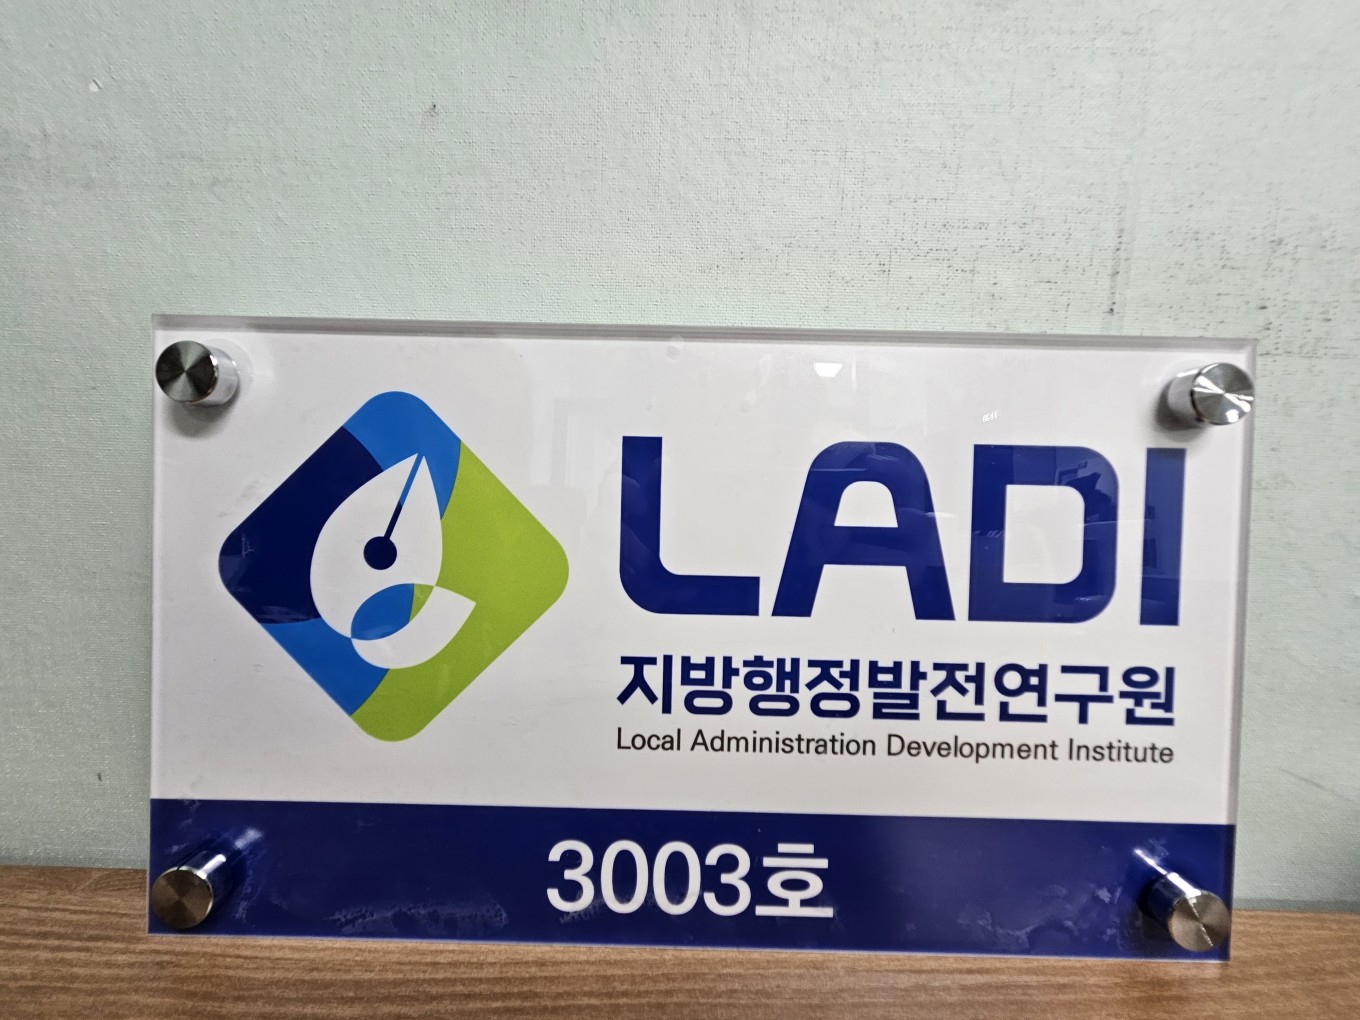 LADI
지방행정발전연구원
Local Administration Development Institute
3003호